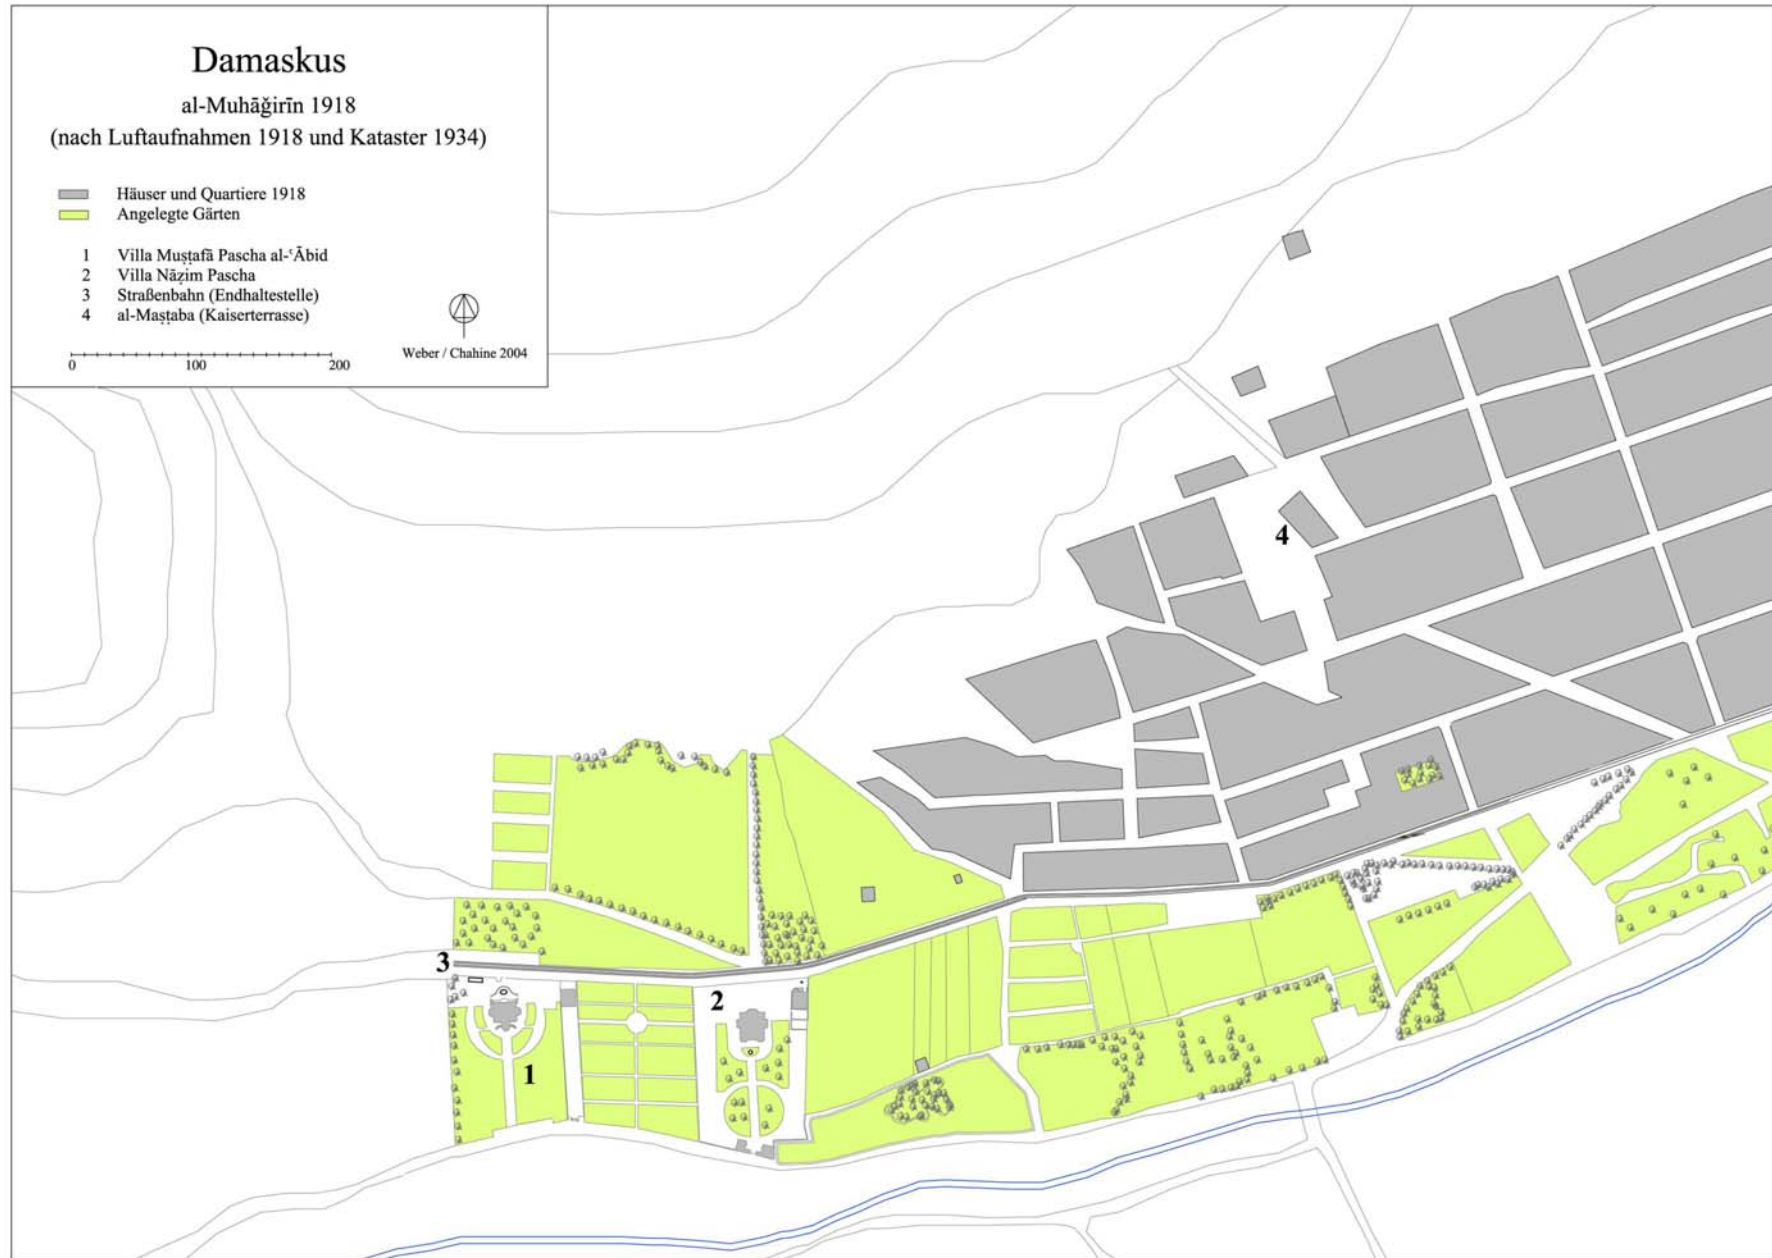 Damaskus
al-Muhāǧirīn 1918
(nach Luftaufnahmen 1918 und Kataster 1934)
Häuser und Quartiere 1918
Angelegte Gärten
1 Villa Muṣṭafā Pascha al-ʿĀbid
2 Villa Nāẓim Pascha
3 Straßenbahn (Endhaltestelle)
4 al-Maṣṭaba (Kaiserterrasse)
Weber / Chahine 2004
0 100 200
4
3
2
1